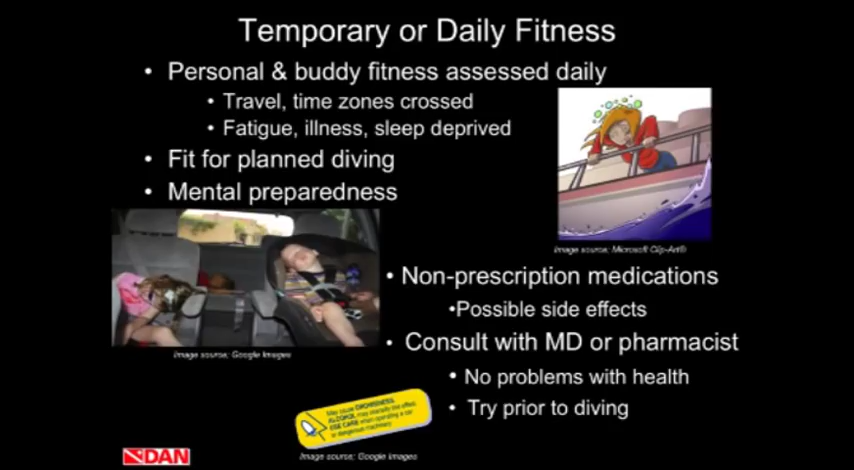 Temporary or Daily Fitness
• Personal & buddy fitness assessed daily
• Travel, time zones crossed
• Fatigue, illness, sleep deprived
• Fit for planned diving
• Mental preparedness
Image source; Microsoft Clip-Art®
• Non-prescription medications
•Possible side effects
• Consult with MD or pharmacist
Image source; Google Images
• No problems with health
• Try prior to diving
May cause DROWSINESS.
ALCOHOL may intensify this effect.
USE CARE when operating a car
or dangerous machinery.
Image source; Google Images
DAN